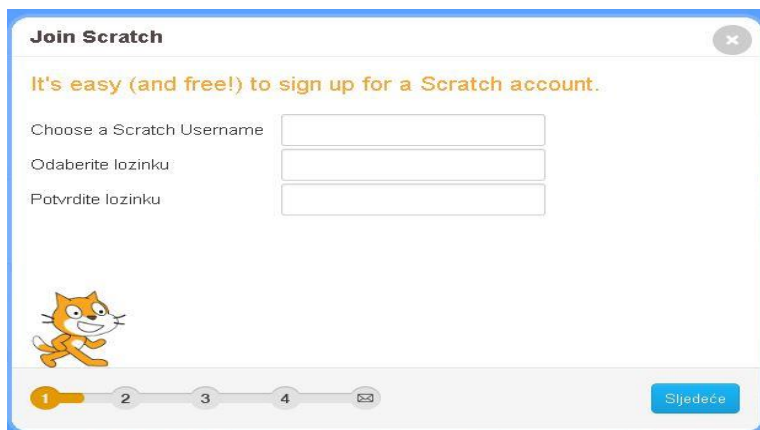 Join Scratch
It's easy (and free!) to sign up for a Scratch account.
Choose a Scratch Username
Odaberite lozinku
Potvrdite lozinku
1 2 3 4
Sljedeće